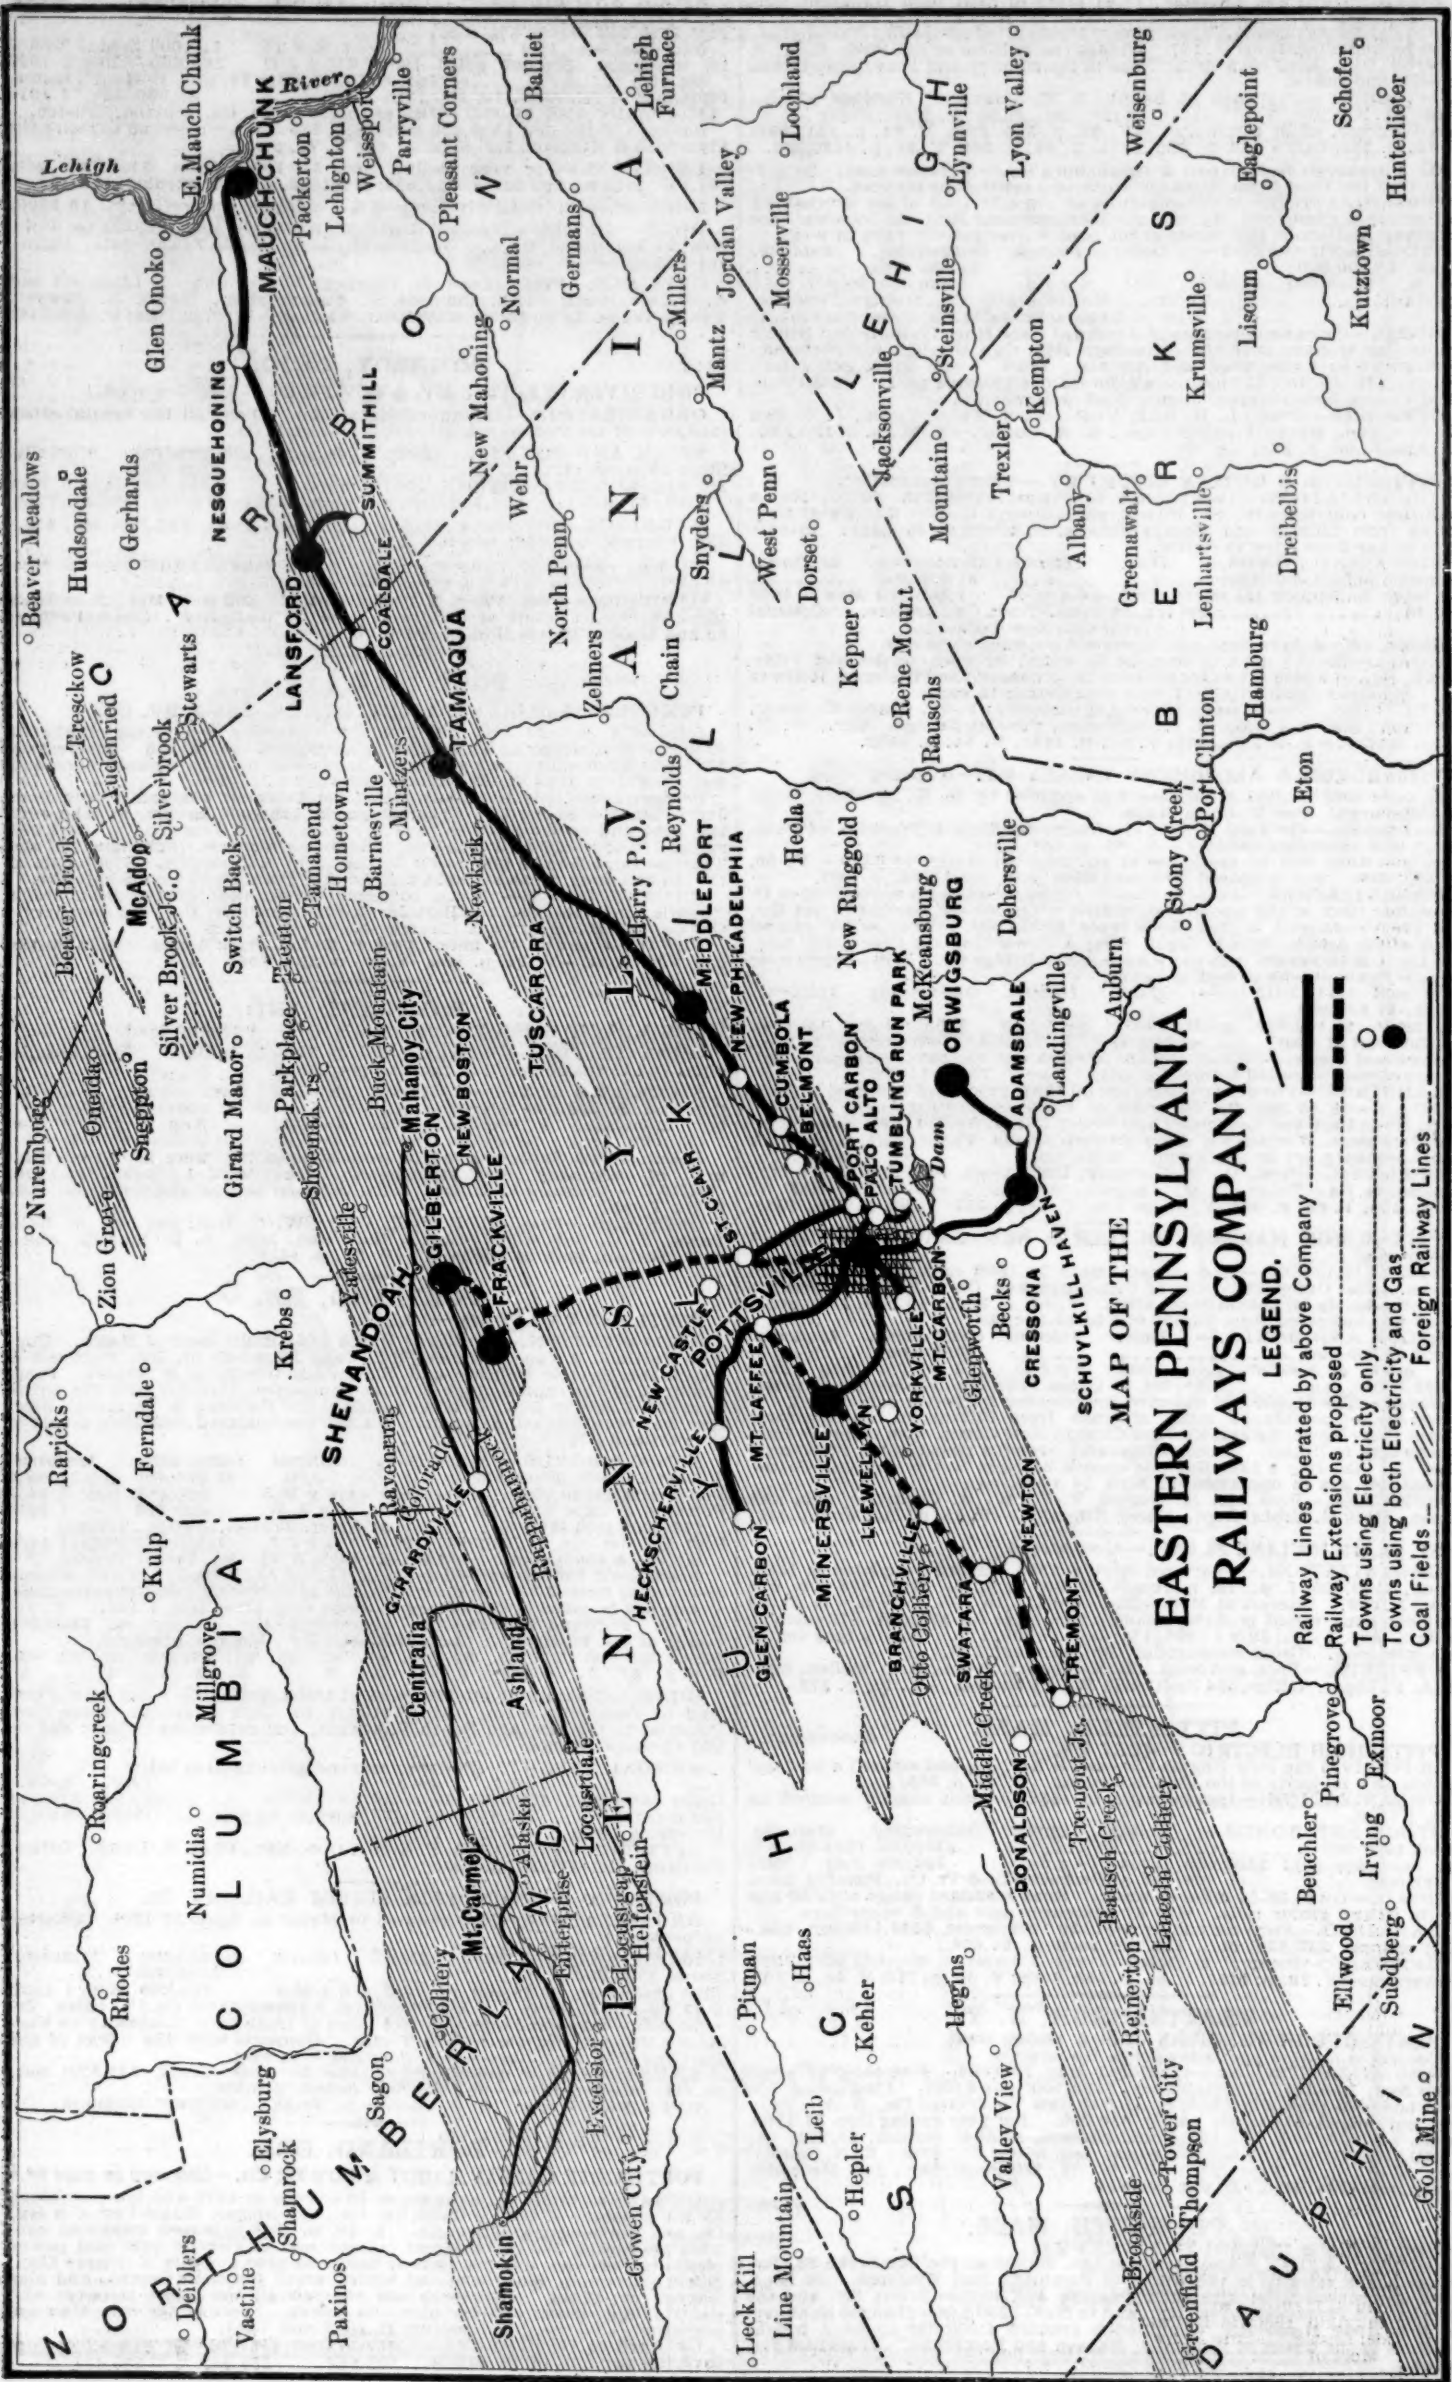 MAP OF THE
EASTERN PENNSYLVANIA
RAILWAYS COMPANY.
LEGEND.
Railway Lines operated by above Company
Railway Extensions proposed
Towns using Electricity only
Towns using both Electricity and Gas
Coal Fields
Foreign Railway Lines
NORTHUMBERLAND
COLUMBIA
CARBON
LEHIGH
BERKS
DAUPHIN
SCHUYLKILL
PENNSYLVANIA
Deiblers
Vastine
Paxinos
Shamrock
Elysburg
Sagon
Rhodes
Numidia
Roaringcreek
Millgrove
Kulp
Raricks
Ferndale
Krebs
Zion Grove
Nuremburg
Oneida
Sheppton
Girard Manor
Yatesville
Shoemak'rs
Parkplace
Trenton
Buck Mountain
Switch Back
Silver Brook Jc.
Beaver Brook
McAdoo
Silverbrook
Audenried
Tresckow
Stewarts
Beaver Meadows
Hudsondale
Gerhards
Glen Onoko
Lehigh
River
E. Mauch Chunk
MAUCHCHUNK
Packerton
Lehighton
Weissport
Parryville
Pleasant Corners
Balliet
Lehigh
Furnace
Lochland
Lynnville
Lyon Valley
Weisenburg
Eaglepoint
Schofer
Hinterlieter
NESQUEHONING
LANSFORD
SUMMITHILL
COALDALE
TAMAQUA
Tamanend
Hometown
Barnesville
Mintzers
Newkark
New Mahoning
Normal
Germans
Millers
Jordan Valley
Mosserville
Mantz
Wehr
North Penn
Zehners
Snyders
West Penn
Dorset
Chain
Kepner
Rene Mount
Rauschs
Reynolds
Hecla
New Ringgold
McKeansburg
Dehersville
Jacksonville
Steinsville
Mountain
Trexler
Kempton
Krumsville
Liscum
Kutztown
Albany
Greenawalt
Lenhartsville
Dreibelbis
Hamburg
Port Clinton
Eton
Stony Creek
Auburn
Landingville
Shamokin
Gowen City
Excelsior
Colliery
Mt. Carmel
Alaska
Enterprise
Locustgap
Helfenstein
Locustdale
Centralia
Ashland
GIRARDVILLE
Colorado
Ravenrun
Rappahannock
SHENANDOAH
Mahanoy City
GILBERTON
NEW BOSTON
FRACKVILLE
TUSCARORA
Harry P.O.
MIDDLEPORT
NEW PHILADELPHIA
CUMBOLA
BELMONT
PORT CARBON
PALO ALTO
TUMBLING RUN PARK
Dam
ORWIGSBURG
ADAMSDALE
ST. CLAIR
NEW CASTLE
POTTSVILLE
HECKSCHERVILLE
MT. LAFFEE
GLEN CARBON
MINERSVILLE
LLEWELLYN
YORKVILLE
MT. CARBON
Glenworth
Becks
CRESSONA
SCHUYLKILL HAVEN
BRANCHVILLE
Otto Colliery
SWATARA
NEWTON
TREMONT
Middle Creek
DONALDSON
Tremont Jc.
Rausch Creek
Lincoln Colliery
Reinerton
Tower City
Thompson
Brookside
Greenfield
Leck Kill
Line Mountain
Hepler
Leib
Pitman
Haas
Kehler
Hegins
Valley View
Beuchler
Pinegrove
Exmoor
Irving
Ellwood
Suedberg
Gold Mine